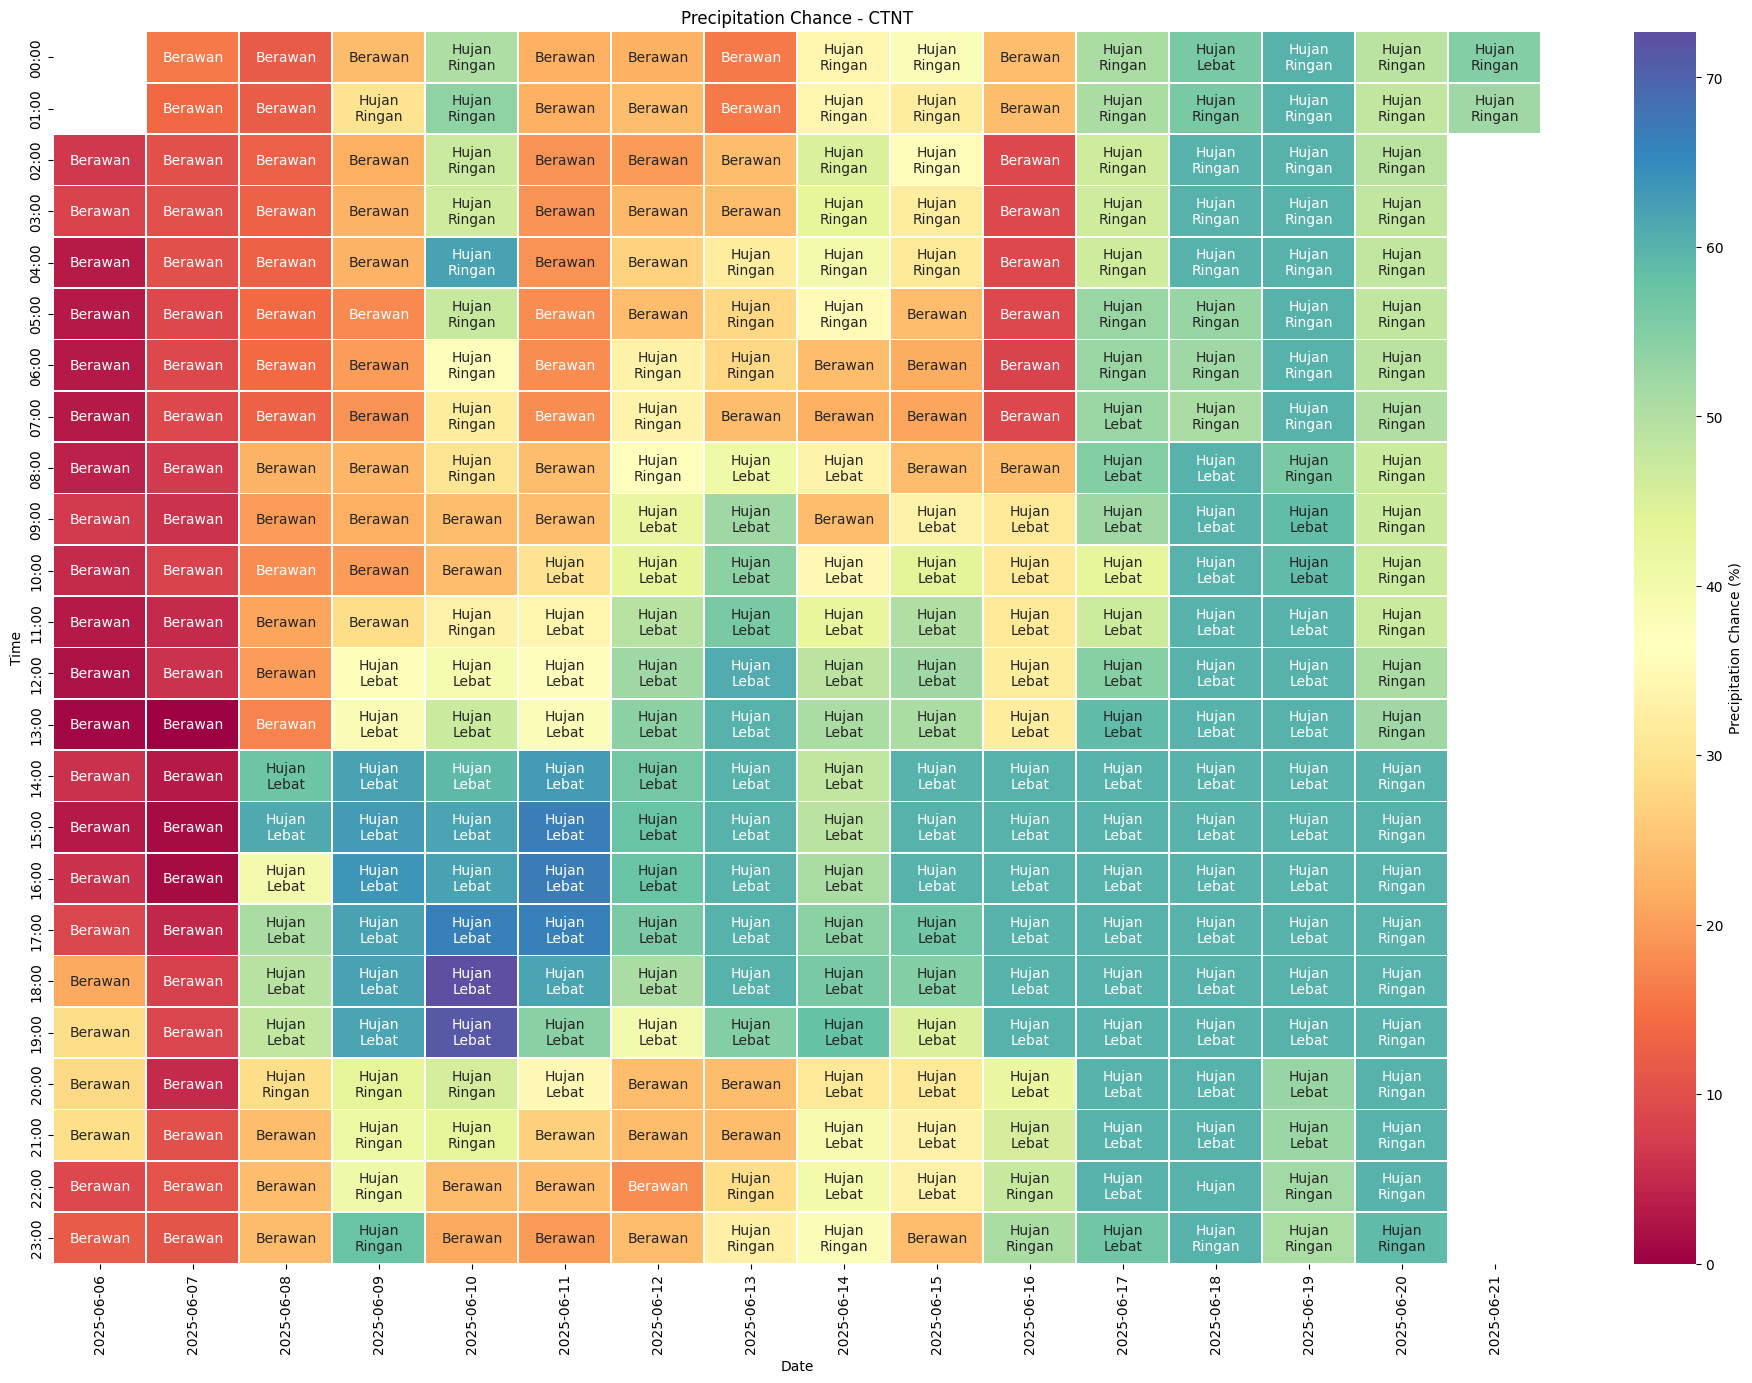 Precipitation Chance - CTNT
00:00 Berawan Berawan Berawan Hujan Ringan Berawan Berawan Berawan Hujan Ringan Hujan Ringan Berawan Hujan Ringan Hujan Lebat Hujan Ringan Hujan Ringan Hujan Ringan
01:00 Berawan Berawan Hujan Ringan Hujan Ringan Berawan Berawan Berawan Hujan Ringan Hujan Ringan Berawan Hujan Ringan Hujan Ringan Hujan Ringan Hujan Ringan Hujan Ringan
02:00 Berawan Berawan Berawan Berawan Hujan Ringan Berawan Berawan Berawan Hujan Ringan Hujan Ringan Berawan Hujan Ringan Hujan Ringan Hujan Ringan Hujan Ringan
03:00 Berawan Berawan Berawan Berawan Hujan Ringan Berawan Berawan Berawan Hujan Ringan Hujan Ringan Berawan Hujan Ringan Hujan Ringan Hujan Ringan Hujan Ringan
04:00 Berawan Berawan Berawan Berawan Hujan Ringan Berawan Berawan Hujan Ringan Hujan Ringan Hujan Ringan Berawan Hujan Ringan Hujan Ringan Hujan Ringan Hujan Ringan
05:00 Berawan Berawan Berawan Berawan Hujan Ringan Berawan Berawan Hujan Ringan Hujan Ringan Berawan Berawan Hujan Ringan Hujan Ringan Hujan Ringan Hujan Ringan
06:00 Berawan Berawan Berawan Berawan Hujan Ringan Berawan Hujan Ringan Hujan Ringan Berawan Berawan Berawan Hujan Ringan Hujan Ringan Hujan Ringan Hujan Ringan
07:00 Berawan Berawan Berawan Berawan Hujan Ringan Berawan Hujan Ringan Berawan Berawan Berawan Berawan Hujan Lebat Hujan Ringan Hujan Ringan Hujan Ringan
08:00 Berawan Berawan Berawan Berawan Hujan Ringan Berawan Hujan Ringan Hujan Lebat Hujan Lebat Berawan Berawan Hujan Lebat Hujan Lebat Hujan Ringan Hujan Ringan
09:00 Berawan Berawan Berawan Berawan Berawan Berawan Hujan Lebat Hujan Lebat Berawan Hujan Lebat Hujan Lebat Hujan Lebat Hujan Lebat Hujan Lebat Hujan Ringan
10:00 Berawan Berawan Berawan Berawan Berawan Hujan Lebat Hujan Lebat Hujan Lebat Hujan Lebat Hujan Lebat Hujan Lebat Hujan Lebat Hujan Lebat Hujan Lebat Hujan Ringan
11:00 Berawan Berawan Berawan Berawan Hujan Ringan Hujan Lebat Hujan Lebat Hujan Lebat Hujan Lebat Hujan Lebat Hujan Lebat Hujan Lebat Hujan Lebat Hujan Lebat Hujan Ringan
12:00 Berawan Berawan Berawan Hujan Lebat Hujan Lebat Hujan Lebat Hujan Lebat Hujan Lebat Hujan Lebat Hujan Lebat Hujan Lebat Hujan Lebat Hujan Lebat Hujan Lebat Hujan Ringan
13:00 Berawan Berawan Berawan Hujan Lebat Hujan Lebat Hujan Lebat Hujan Lebat Hujan Lebat Hujan Lebat Hujan Lebat Hujan Lebat Hujan Lebat Hujan Lebat Hujan Lebat Hujan Ringan
14:00 Berawan Berawan Hujan Lebat Hujan Lebat Hujan Lebat Hujan Lebat Hujan Lebat Hujan Lebat Hujan Lebat Hujan Lebat Hujan Lebat Hujan Lebat Hujan Lebat Hujan Lebat Hujan Ringan
15:00 Berawan Berawan Hujan Lebat Hujan Lebat Hujan Lebat Hujan Lebat Hujan Lebat Hujan Lebat Hujan Lebat Hujan Lebat Hujan Lebat Hujan Lebat Hujan Lebat Hujan Lebat Hujan Ringan
16:00 Berawan Berawan Hujan Lebat Hujan Lebat Hujan Lebat Hujan Lebat Hujan Lebat Hujan Lebat Hujan Lebat Hujan Lebat Hujan Lebat Hujan Lebat Hujan Lebat Hujan Lebat Hujan Ringan
17:00 Berawan Berawan Hujan Lebat Hujan Lebat Hujan Lebat Hujan Lebat Hujan Lebat Hujan Lebat Hujan Lebat Hujan Lebat Hujan Lebat Hujan Lebat Hujan Lebat Hujan Lebat Hujan Ringan
18:00 Berawan Berawan Hujan Lebat Hujan Lebat Hujan Lebat Hujan Lebat Hujan Lebat Hujan Lebat Hujan Lebat Hujan Lebat Hujan Lebat Hujan Lebat Hujan Lebat Hujan Lebat Hujan Ringan
19:00 Berawan Berawan Hujan Lebat Hujan Lebat Hujan Lebat Hujan Lebat Hujan Lebat Hujan Lebat Hujan Lebat Hujan Lebat Hujan Lebat Hujan Lebat Hujan Lebat Hujan Lebat Hujan Ringan
20:00 Berawan Berawan Hujan Ringan Hujan Ringan Hujan Ringan Hujan Lebat Berawan Berawan Hujan Lebat Hujan Lebat Hujan Lebat Hujan Lebat Hujan Lebat Hujan Lebat Hujan Ringan
21:00 Berawan Berawan Berawan Hujan Ringan Hujan Ringan Berawan Berawan Berawan Hujan Lebat Hujan Lebat Hujan Lebat Hujan Lebat Hujan Lebat Hujan Lebat Hujan Ringan
22:00 Berawan Berawan Berawan Hujan Ringan Berawan Berawan Berawan Hujan Ringan Hujan Lebat Hujan Lebat Hujan Ringan Hujan Lebat Hujan Hujan Ringan Hujan Ringan
23:00 Berawan Berawan Berawan Hujan Ringan Berawan Berawan Berawan Hujan Ringan Hujan Ringan Berawan Hujan Ringan Hujan Lebat Hujan Ringan Hujan Ringan Hujan Ringan
Time
2025-06-06 2025-06-07 2025-06-08 2025-06-09 2025-06-10 2025-06-11 2025-06-12 2025-06-13 2025-06-14 2025-06-15 2025-06-16 2025-06-17 2025-06-18 2025-06-19 2025-06-20 2025-06-21
Date
70
60
50
40
30
20
10
0
Precipitation Chance (%)